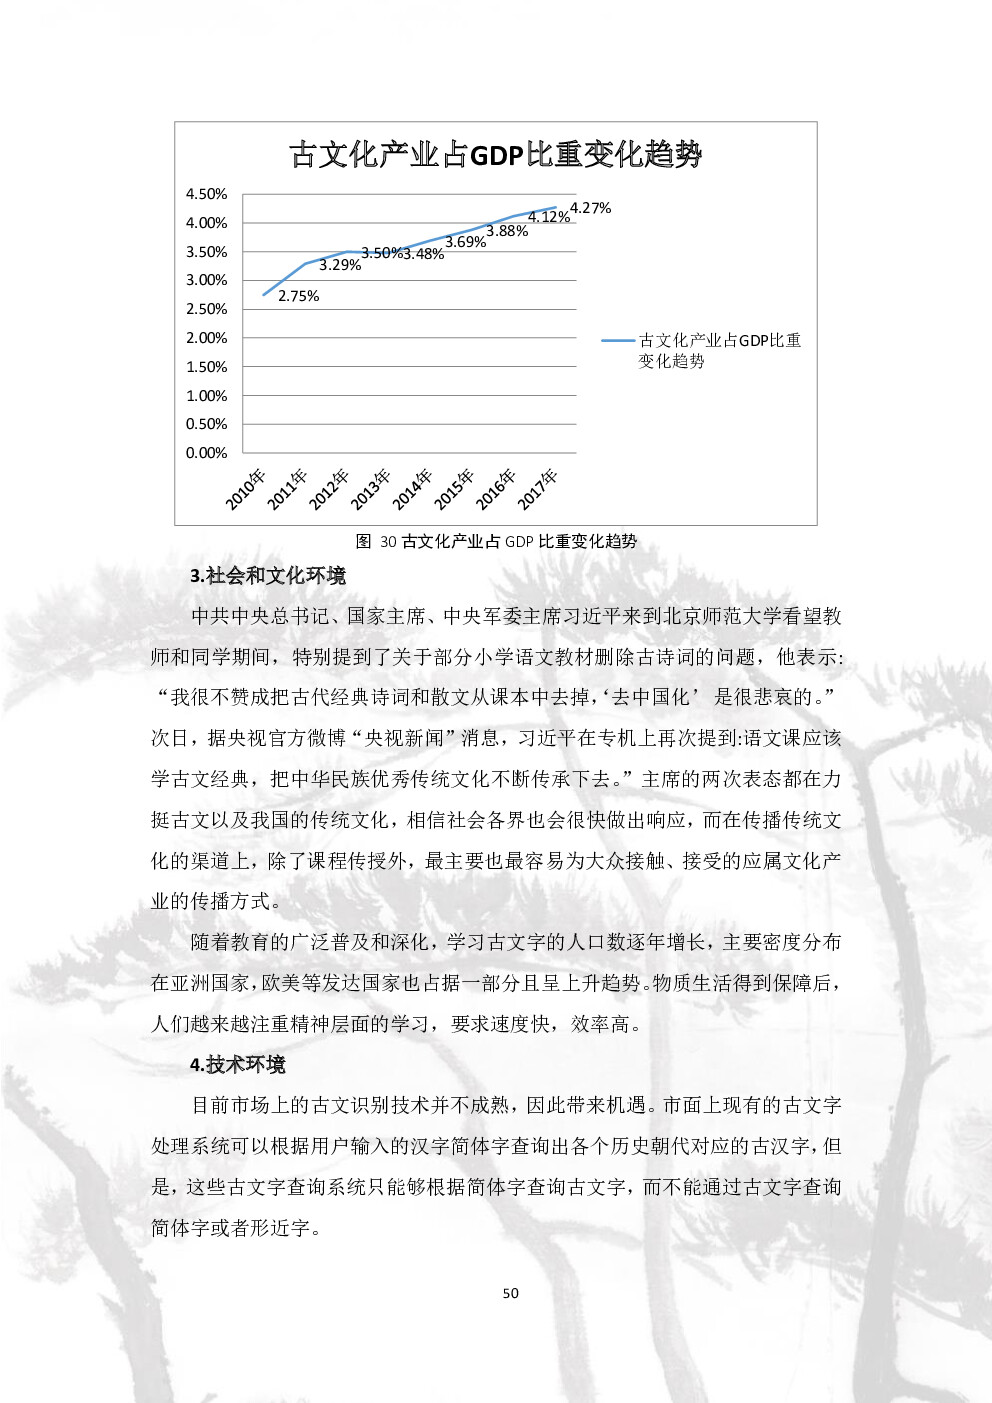 古文化产业占GDP比重变化趋势
4.50%
4.00%
3.50%
3.00%
2.50%
2.00%
1.50%
1.00%
0.50%
0.00%
2.75%
3.29%
3.50%
3.48%
3.69%
3.88%
4.12%
4.27%
2010年
2011年
2012年
2013年
2014年
2015年
2016年
2017年
古文化产业占GDP比重
变化趋势
图 30 古文化产业占 GDP 比重变化趋势
3.社会和文化环境
中共中央总书记、国家主席、中央军委主席习近平来到北京师范大学看望教
师和同学期间，特别提到了关于部分小学语文教材删除古诗词的问题，他表示:
“我很不赞成把古代经典诗词和散文从课本中去掉，‘去中国化’ 是很悲哀的。”
次日，据央视官方微博“央视新闻”消息，习近平在专机上再次提到:语文课应该
学古文经典，把中华民族优秀传统文化不断传承下去。”主席的两次表态都在力
挺古文以及我国的传统文化，相信社会各界也会很快做出响应，而在传播传统文
化的渠道上，除了课程传授外，最主要也最容易为大众接触、接受的应属文化产
业的传播方式。
随着教育的广泛普及和深化，学习古文字的人口数逐年增长，主要密度分布
在亚洲国家，欧美等发达国家也占据一部分且呈上升趋势。物质生活得到保障后，
人们越来越注重精神层面的学习，要求速度快，效率高。
4.技术环境
目前市场上的古文识别技术并不成熟，因此带来机遇。市面上现有的古文字
处理系统可以根据用户输入的汉字简体字查询出各个历史朝代对应的古汉字，但
是，这些古文字查询系统只能够根据简体字查询古文字，而不能通过古文字查询
简体字或者形近字。
50